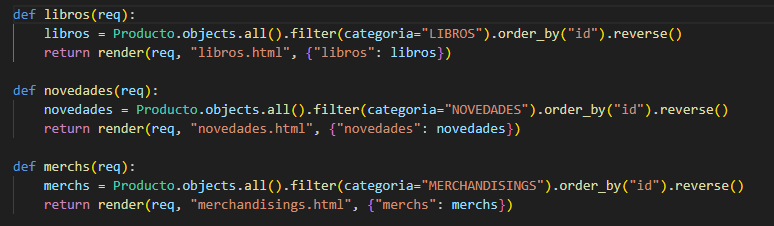 def libros(req):
    libros = Producto.objects.all().filter(categoria="LIBROS").order_by("id").reverse()
    return render(req, "libros.html", {"libros": libros})
def novedades(req):
    novedades = Producto.objects.all().filter(categoria="NOVEDADES").order_by("id").reverse()
    return render(req, "novedades.html", {"novedades": novedades})
def merchs(req):
    merchs = Producto.objects.all().filter(categoria="MERCHANDISINGS").order_by("id").reverse()
    return render(req, "merchandisings.html", {"merchs": merchs})